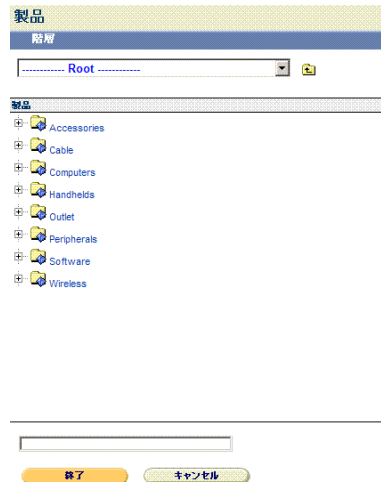 製品
階層
------------ Root ------------
製品
Accessories
Cable
Computers
Handhelds
Outlet
Peripherals
Software
Wireless
終了
キャンセル